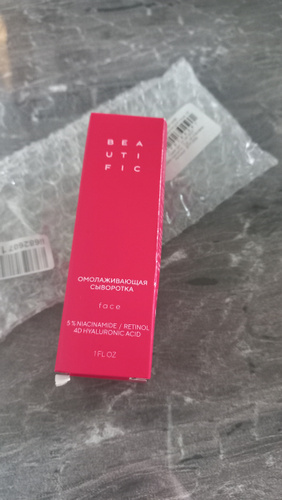 BEA
UTI
FIC
ОМОЛАЖИВАЮЩАЯ
СЫВОРОТКА
face
5 % NIACINAMIDE / RETINOL
4D HYALURONIC ACID
1 FL OZ